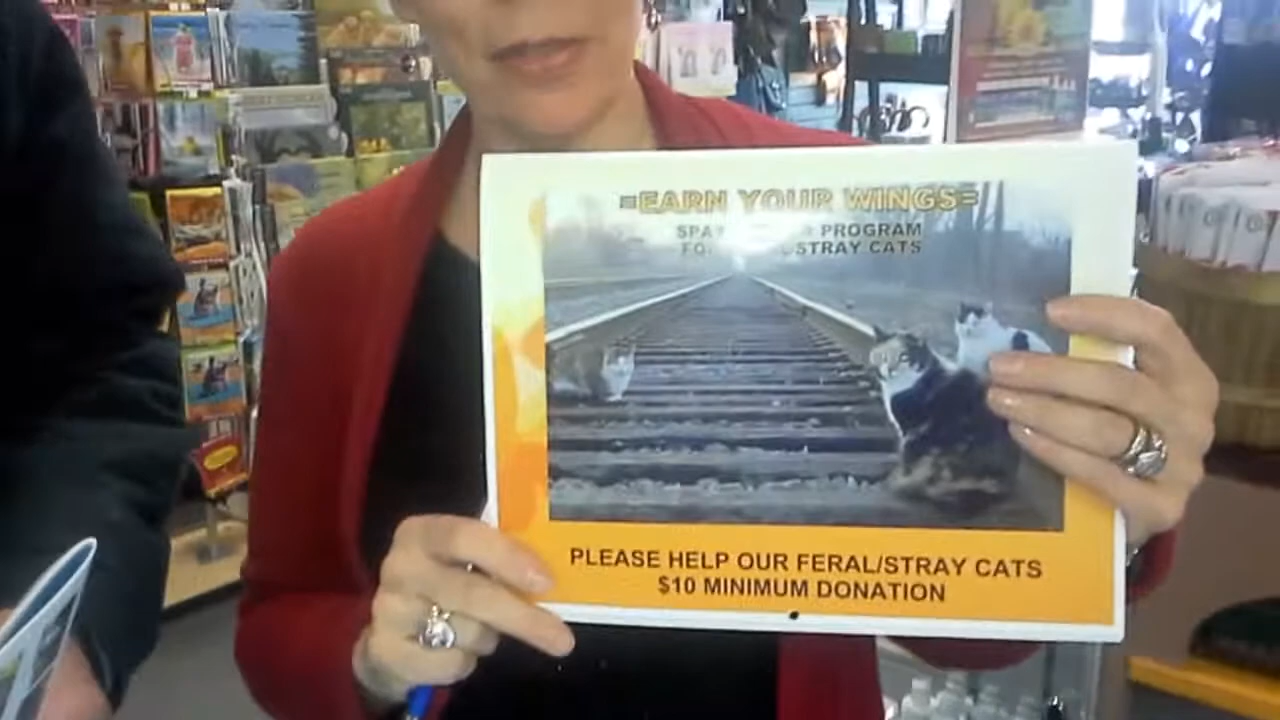 =EARN YOUR WINGS=
PROGRAM
STRAY CATS
PLEASE HELP OUR FERAL/STRAY CATS
$10 MINIMUM DONATION